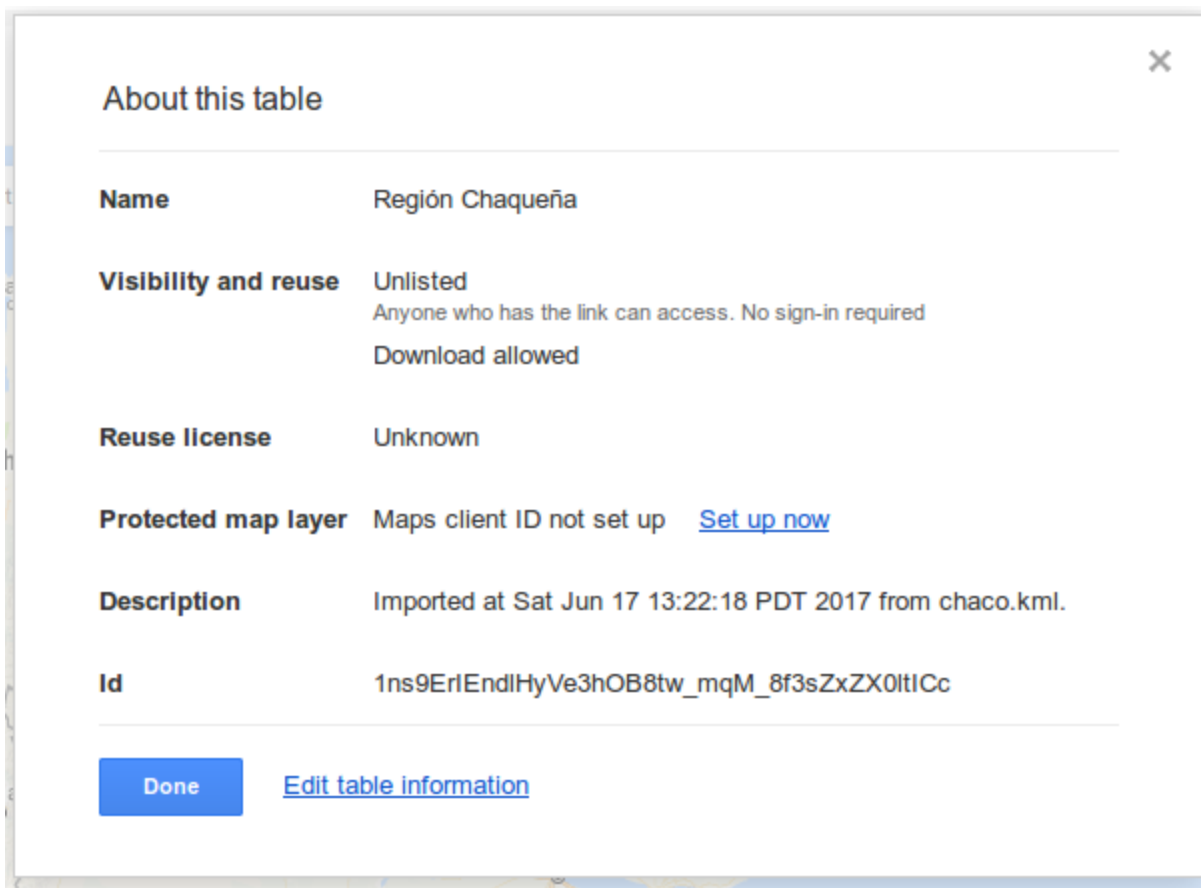 About this table
Name Región Chaqueña
Visibility and reuse Unlisted
Anyone who has the link can access. No sign-in required
Download allowed
Reuse license Unknown
Protected map layer Maps client ID not set up Set up now
Description Imported at Sat Jun 17 13:22:18 PDT 2017 from chaco.kml.
Id 1ns9ErIEndlHyVe3hOB8tw_mqM_8f3sZxZX0ltICc
Done Edit table information